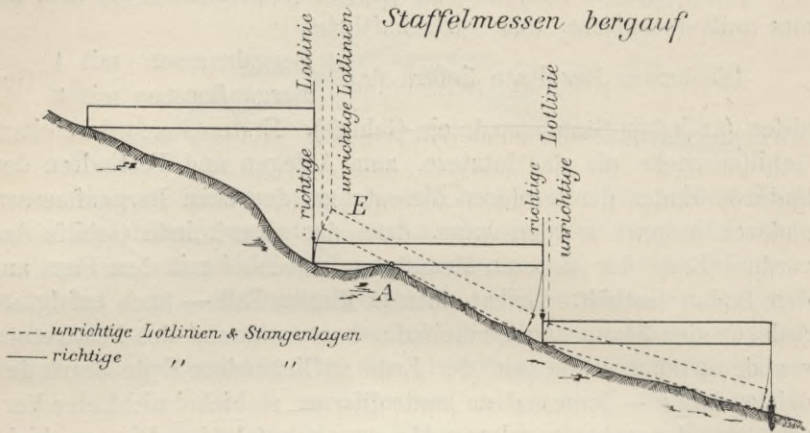 Staffelmessen bergauf
richtige Lotlinie
unrichtige Lotlinien
richtige Lotlinie
unrichtige
E
A
----- unrichtige Lotlinien & Stangenlagen
— richtige " "